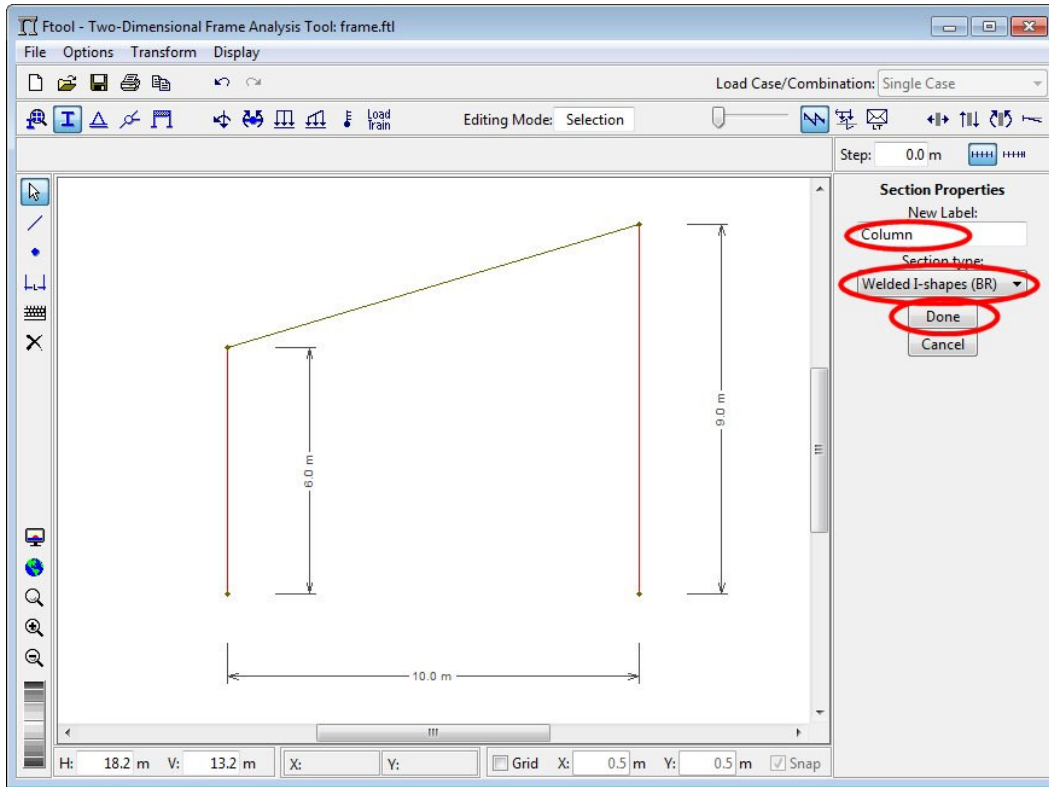 Ftool - Two-Dimensional Frame Analysis Tool: frame.ftl
File Options Transform Display
Load Case/Combination: Single Case
Load Train
Editing Mode: Selection
LT
Step: 0.0 m
Section Properties
New Label:
Column
Section type:
Welded I-shapes (BR)
Done
Cancel
9.0 m
6.0 m
10.0 m
H: 18.2 m V: 13.2 m X: Y: Grid X: 0.5 m Y: 0.5 m Snap